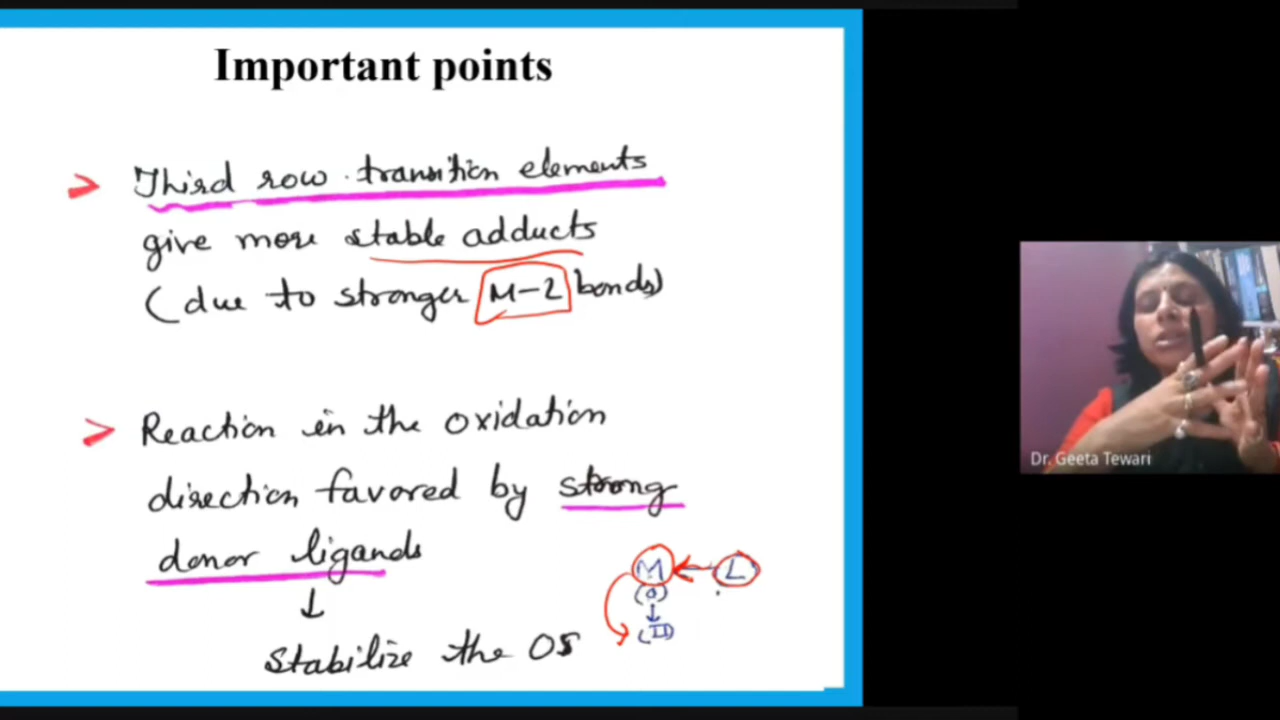 Important points
Third row transition elements
give more stable adducts
(due to stronger M-L bonds)
Reaction in the oxidation
direction favored by strong
donor ligands
↓
Stabilize the OS
M ← L
(0)
↓
(II)
Dr. Geeta Tewari